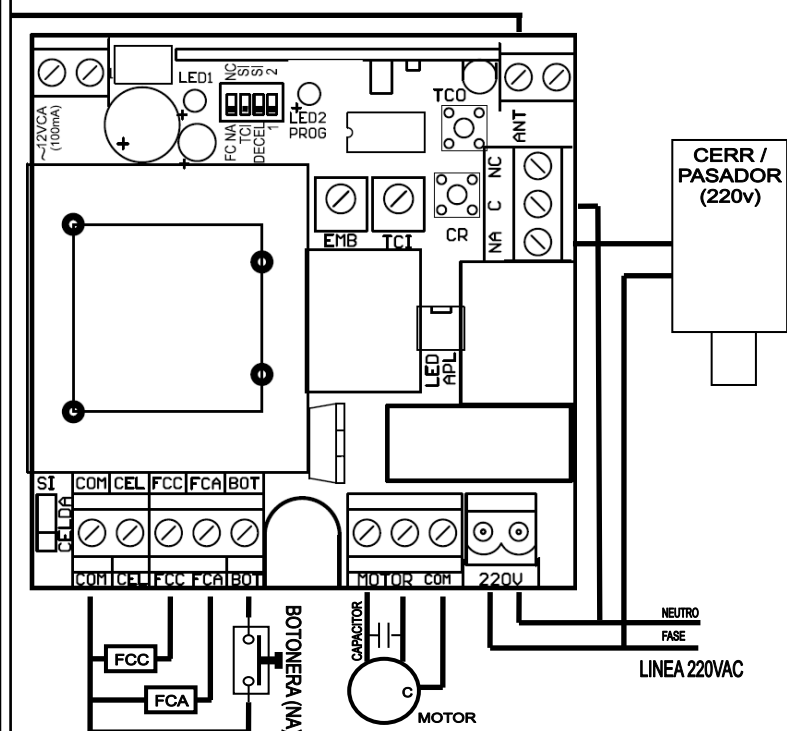 LED1
NC
SI
SI
2
FC NA
TCI
DECEL
1
LED2
PROG
~12VCA
(100mA)
TCO
ANT
NC
C
NA
CR
EMB
TCI
LED
APL
CERR /
PASADOR
(220v)
SI
CELDA
COM CEL FCC FCA BOT
COM CEL FCC FCA BOT
MOTOR COM
220V
FCC
FCA
BOTONERA (NA)
CAPACITOR
C
MOTOR
NEUTRO
FASE
LINEA 220VAC